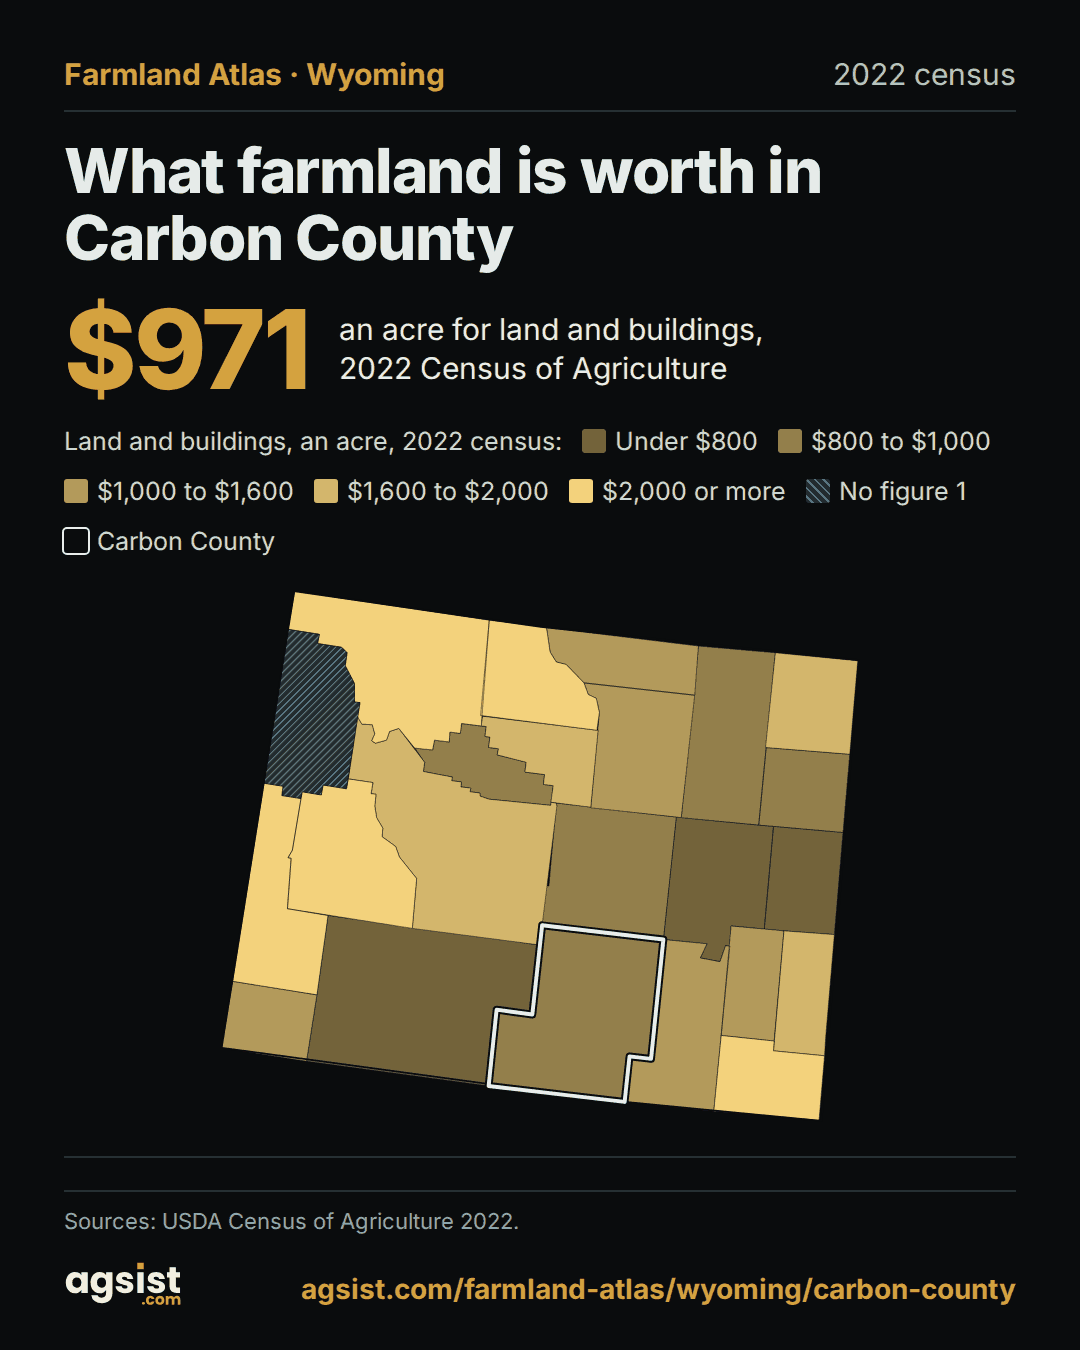 Farmland Atlas · Wyoming
2022 census
What farmland is worth in
Carbon County
$971
an acre for land and buildings,
2022 Census of Agriculture
Land and buildings, an acre, 2022 census: Under $800 $800 to $1,000
$1,000 to $1,600 $1,600 to $2,000 $2,000 or more No figure 1
Carbon County
Sources: USDA Census of Agriculture 2022.
agsist
.com
agsist.com/farmland-atlas/wyoming/carbon-county